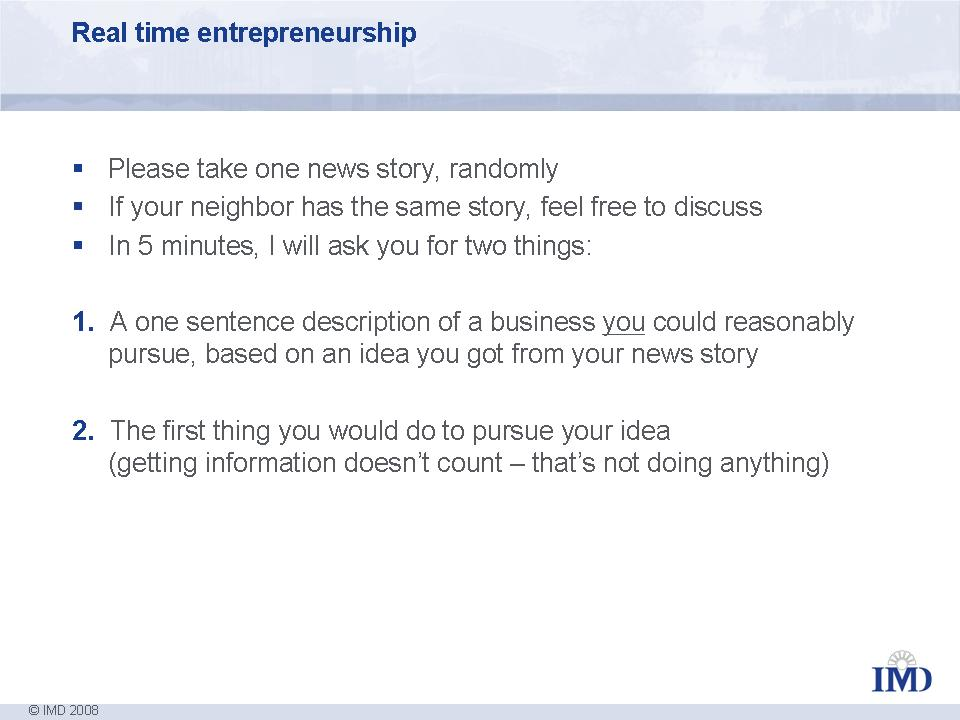 Real time entrepreneurship
▪ Please take one news story, randomly
▪ If your neighbor has the same story, feel free to discuss
▪ In 5 minutes, I will ask you for two things:
1. A one sentence description of a business you could reasonably
pursue, based on an idea you got from your news story
2. The first thing you would do to pursue your idea
(getting information doesn't count – that's not doing anything)
IMD
© IMD 2008